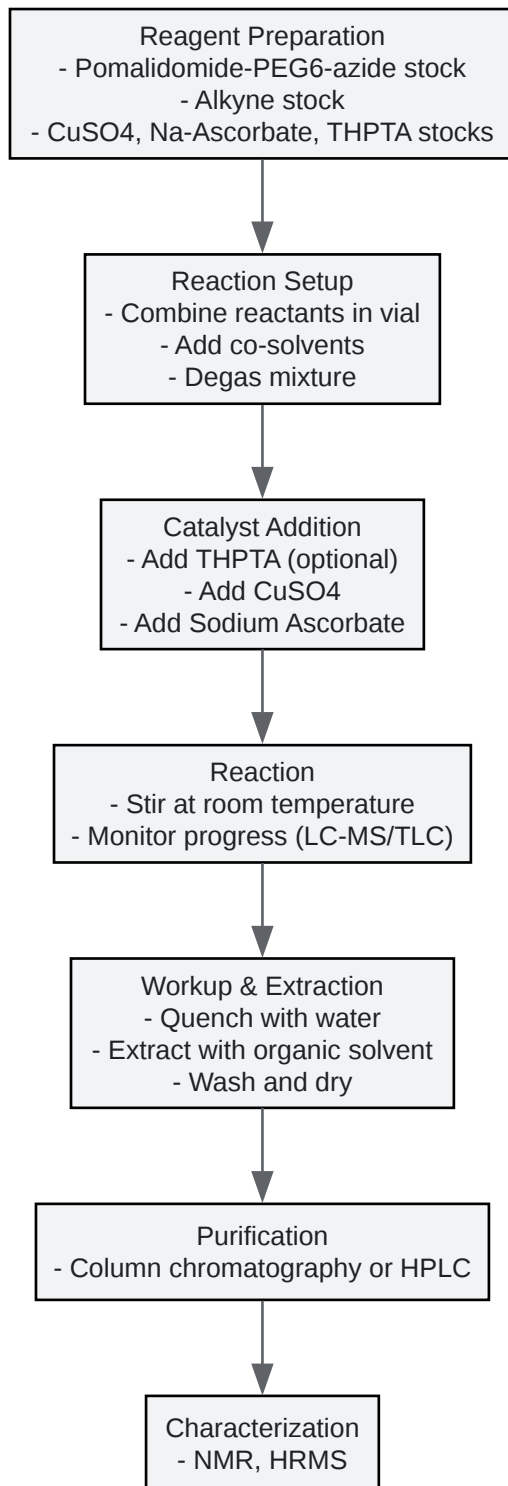 Reagent Preparation
- Pomalidomide-PEG6-azide stock
- Alkyne stock
- CuSO4, Na-Ascorbate, THPTA stocks
Reaction Setup
- Combine reactants in vial
- Add co-solvents
- Degas mixture
Catalyst Addition
- Add THPTA (optional)
- Add CuSO4
- Add Sodium Ascorbate
Reaction
- Stir at room temperature
- Monitor progress (LC-MS/TLC)
Workup & Extraction
- Quench with water
- Extract with organic solvent
- Wash and dry
Purification
- Column chromatography or HPLC
Characterization
- NMR, HRMS